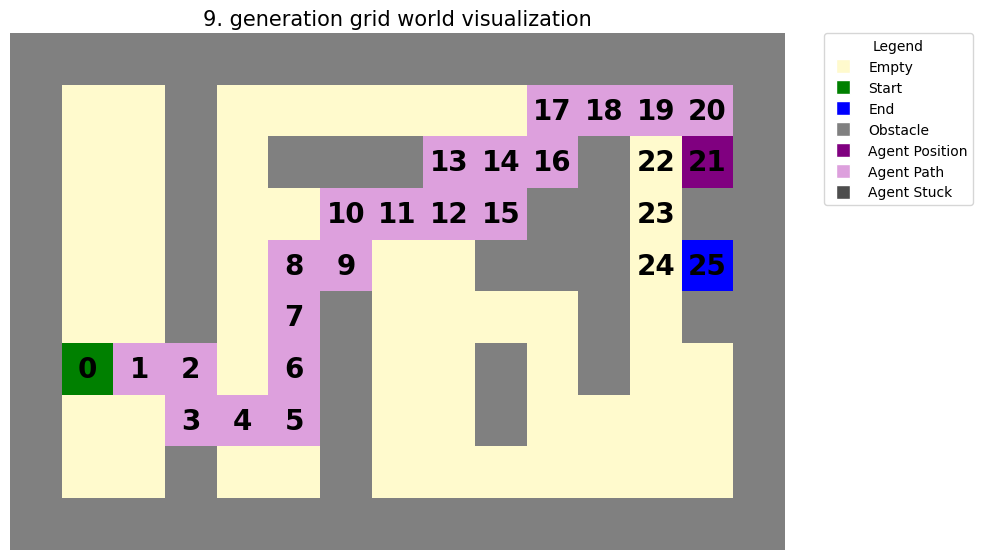 9. generation grid world visualization
17 18 19 20
13 14 16 22 21
10 11 12 15 23
8 9 24 25
7
0 1 2 6
3 4 5
Legend
Empty
Start
End
Obstacle
Agent Position
Agent Path
Agent Stuck